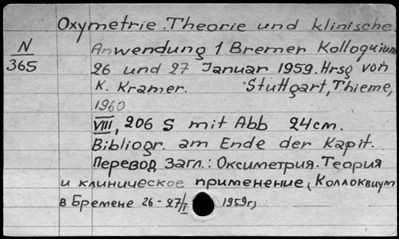 Oxymetrie. Theorie und klinische
N
365
Anwendung 1 Bremer Kolloquium
26 und 27 Januar 1959. Hrsg von
K. Kramer. Stuttgart, Thieme,
1960
VIII, 206 S mit Abb 24cm.
Bibliogr. am Ende der Kapit.
Перевод Загл.: Оксиметрия. Теория
и клиническое применение (Коллоквиум
в Бремене 26-27/I 1959г)